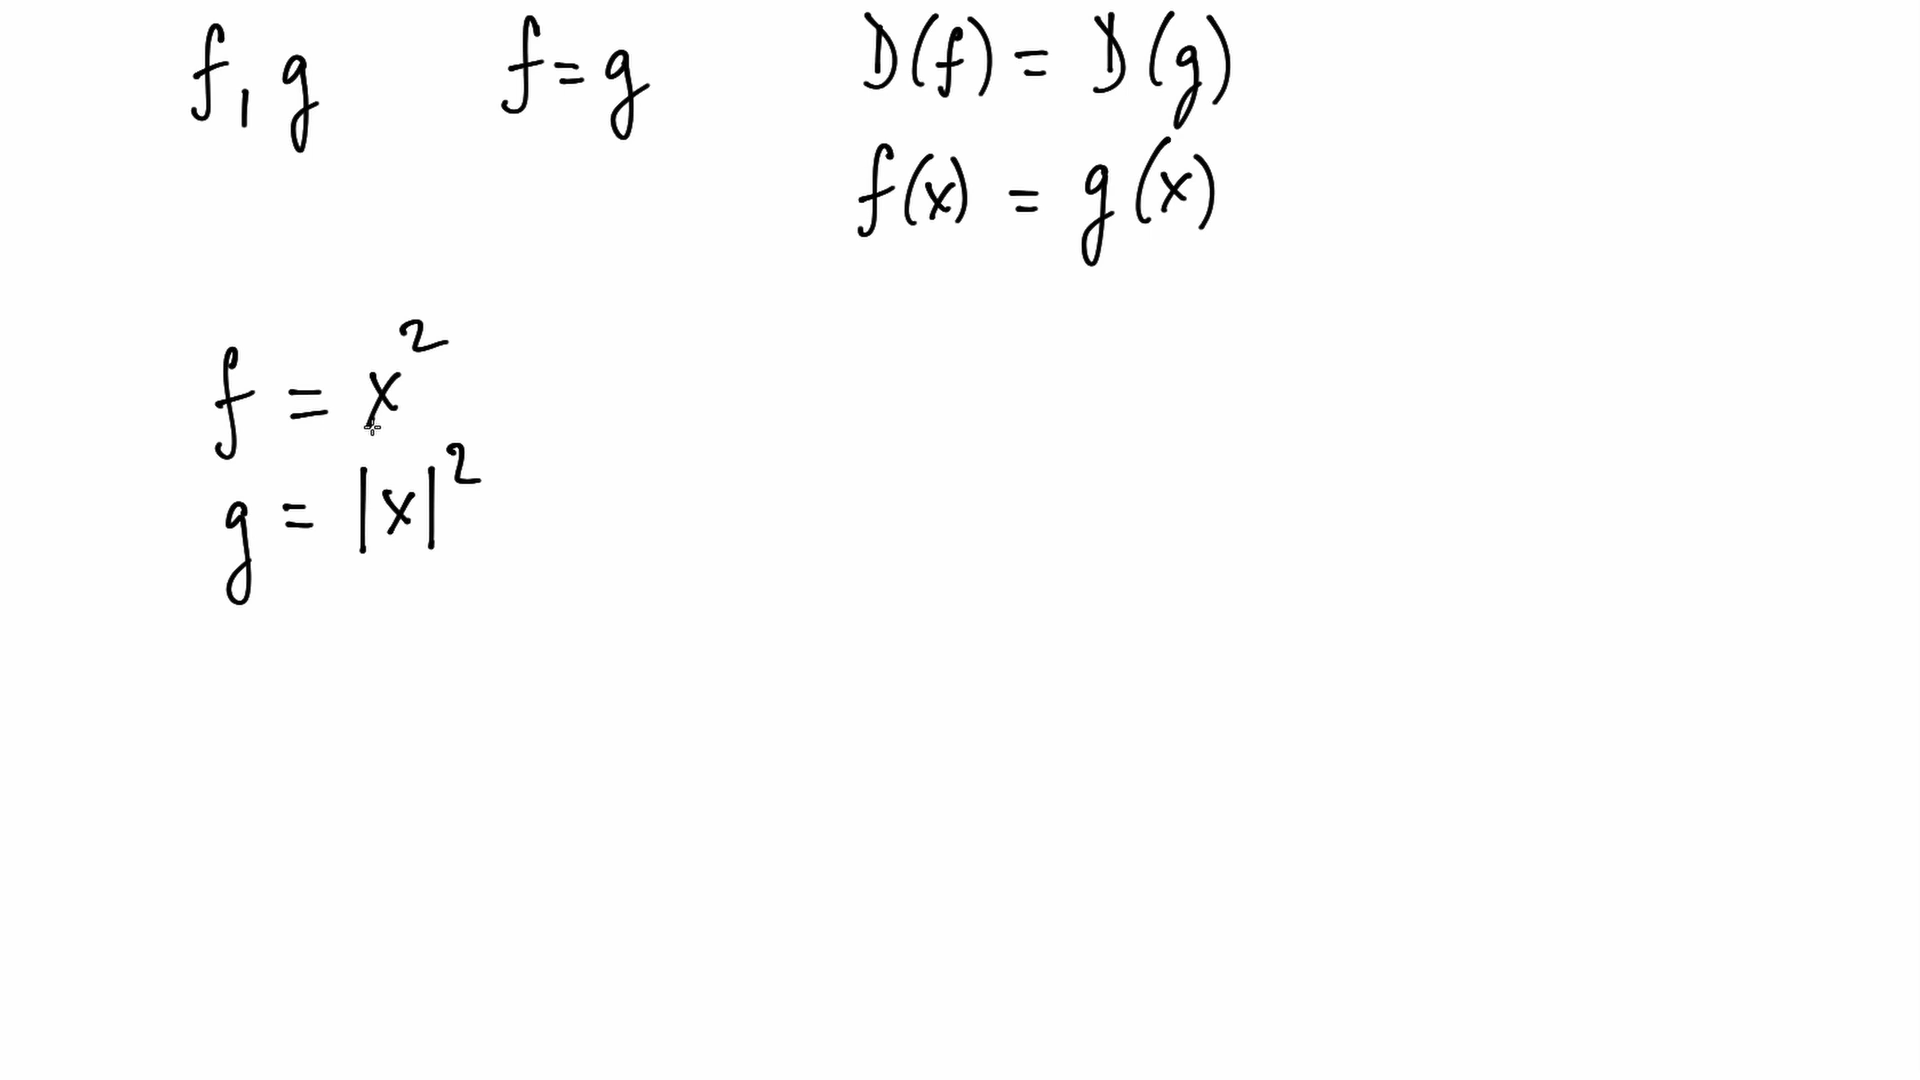 f, g    f = g    D(f) = D(g)
f(x) = g(x)
f = x²
g = |x|²